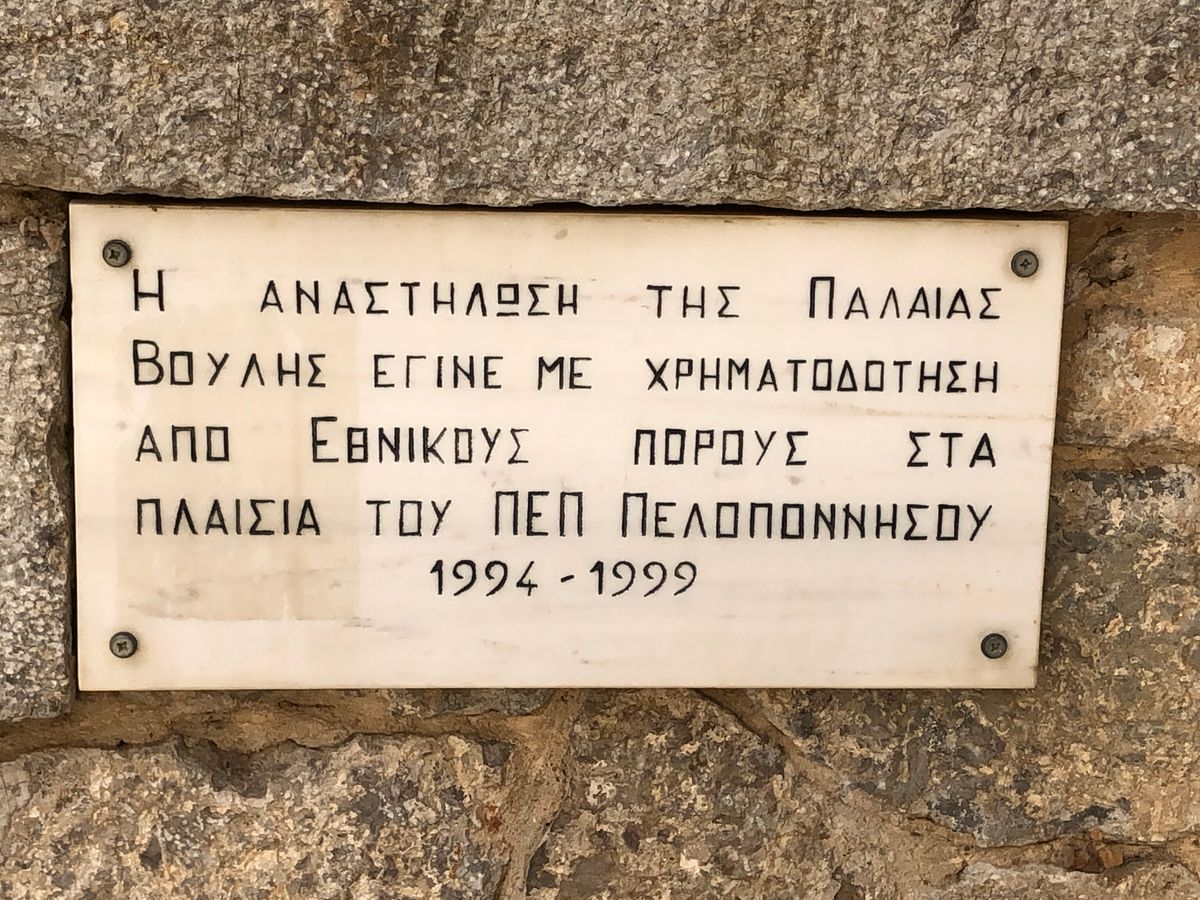 Η ΑΝΑΣΤΗΛΩΣΗ ΤΗΣ ΠΑΛΑΙΑΣ
ΒΟΥΛΗΣ ΕΓΙΝΕ ΜΕ ΧΡΗΜΑΤΟΔΟΤΗΣΗ
ΑΠΟ ΕΘΝΙΚΟΥΣ ΠΟΡΟΥΣ ΣΤΑ
ΠΛΑΙΣΙΑ ΤΟΥ ΠΕΠ ΠΕΛΟΠΟΝΝΗΣΟΥ
1994 - 1999